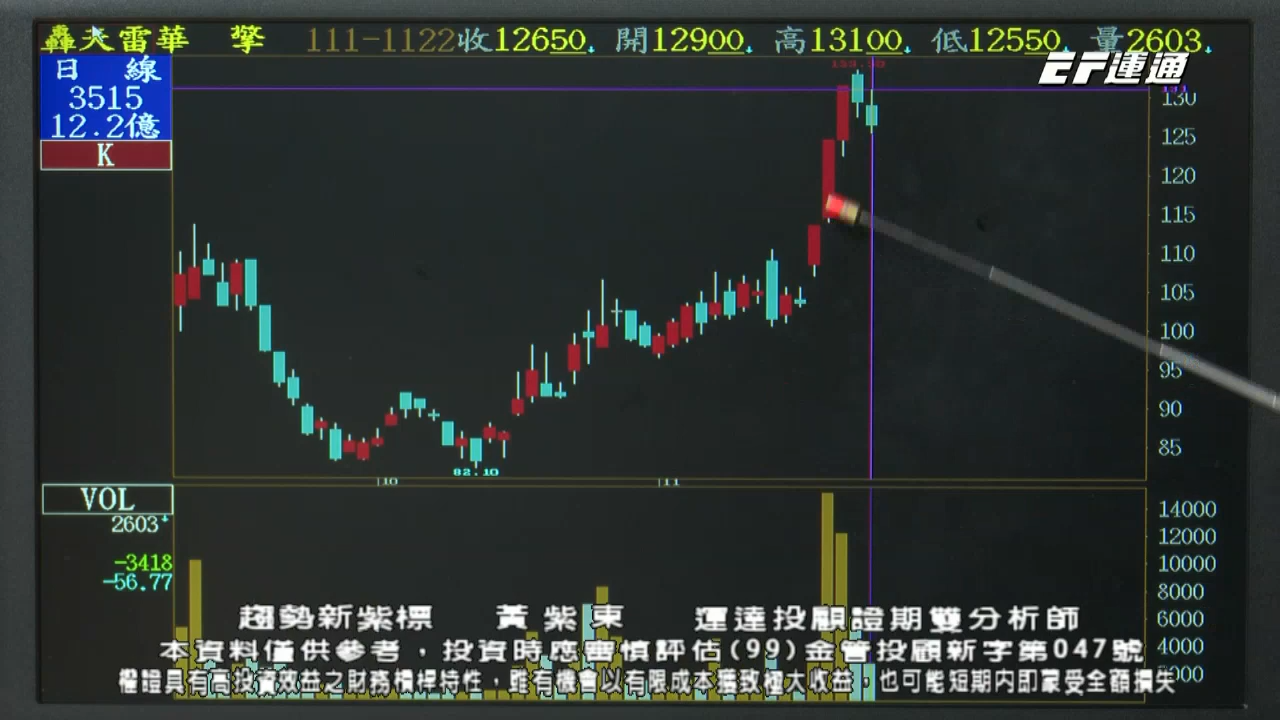 轟天雷華 擎 111-1122收12650 開12900 高13100 低12550 量2603
EF運通
日 線
3515
12.2億
K
130
125
120
115
110
105
100
95
90
85
82.10
10
11
VOL
2603
-3418
-56.77
14000
12000
10000
8000
6000
4000
趨勢新紫標 黃紫東 運達投顧證期雙分析師
本資料僅供參考，投資時應審慎評估(99)金管投顧新字第047號
權證具有高投資效益之財務槓桿特性，雖有機會以有限成本獲致極大收益，也可能短期內即蒙受全額損失